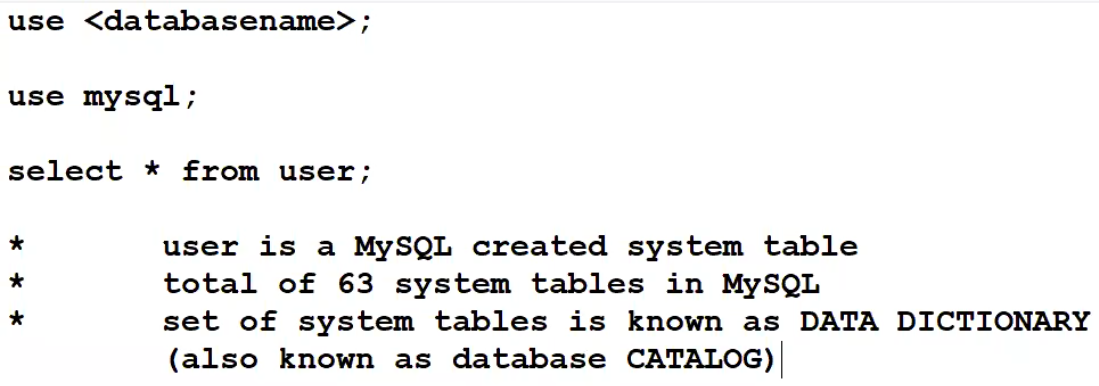 use <databasename>;
use mysql;
select * from user;
* user is a MySQL created system table
* total of 63 system tables in MySQL
* set of system tables is known as DATA DICTIONARY
(also known as database CATALOG)